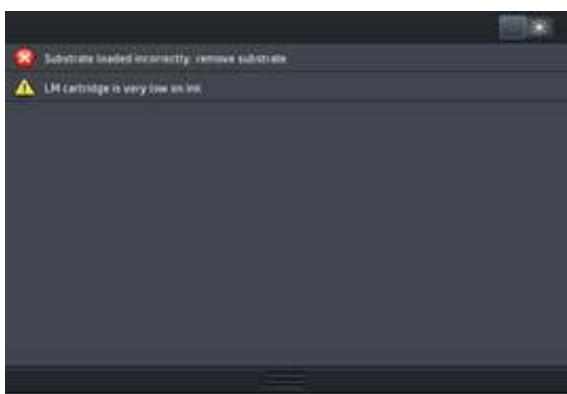 Substrate loaded incorrectly: remove substrate
LM cartridge is very low on ink